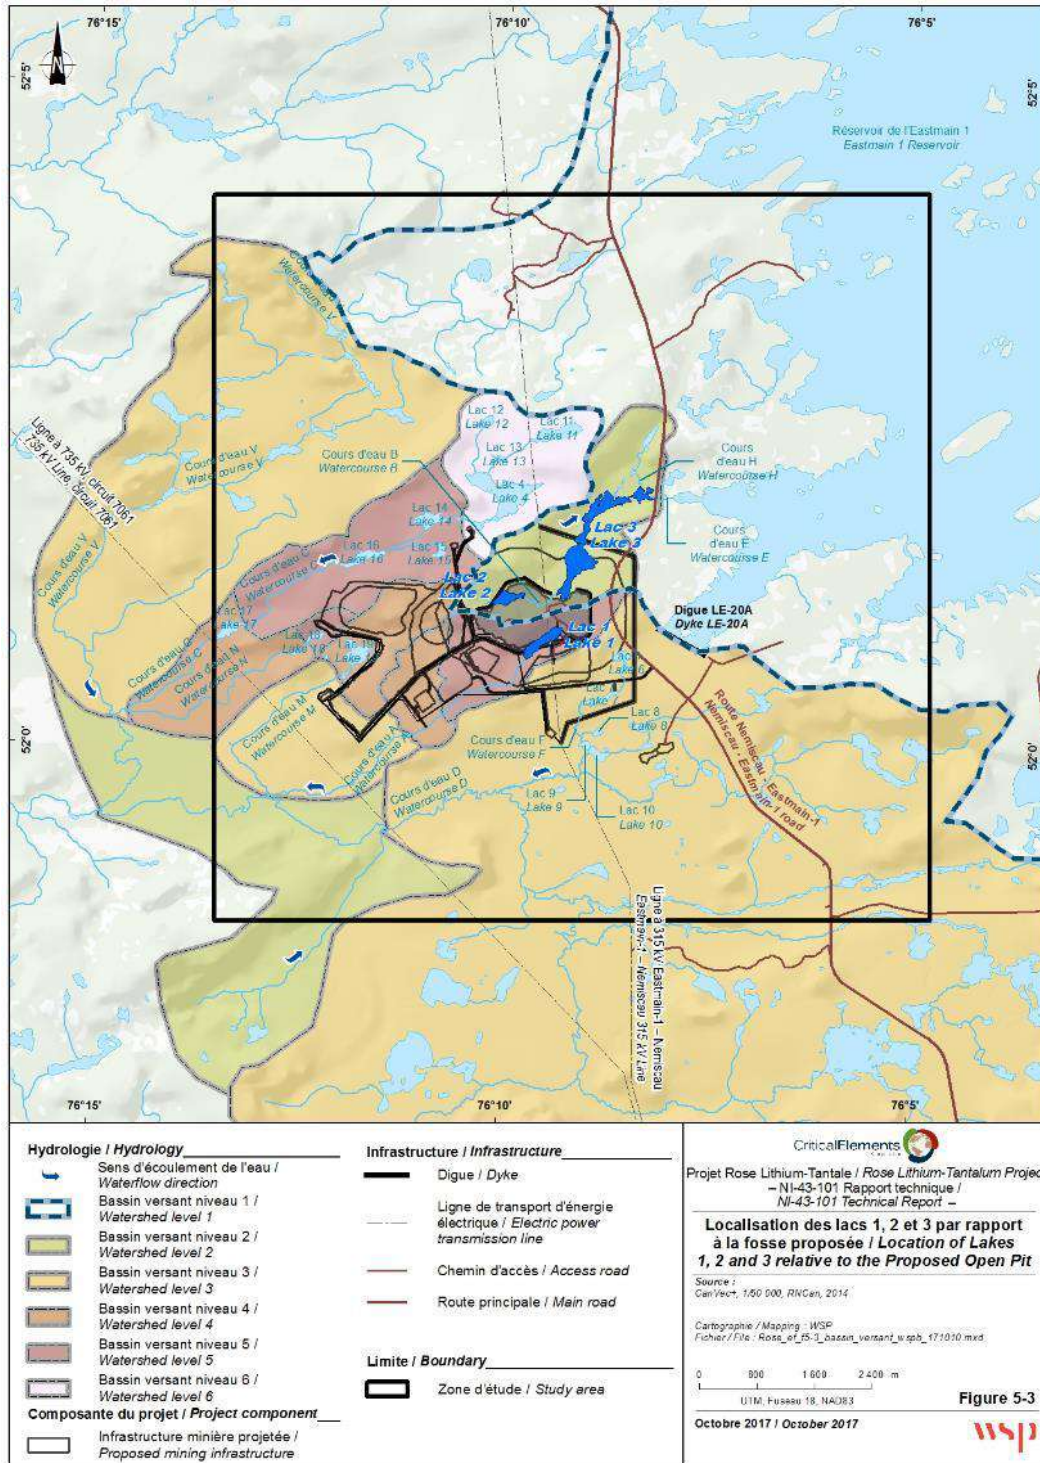 76°15'
76°10'
76°5'
52°5'
52°5'
N
Réservoir de l'Eastmain 1
Eastmain 1 Reservoir
Watercourse V
Ligne à 735 kV, circuit 7061
735 kV Line, circuit 7061
Cours d'eau V
Watercourse V
Cours d'eau B
Watercourse B
Lac 12
Lake 12
Lac 11
Lake 11
Lac 13
Lake 13
Lac 4
Lake 4
Cours
d'eau H
Watercourse H
Lac 14
Lake 14
Lac 3
Lake 3
Cours
d'eau E
Watercourse E
Lac 16
Lake 16
Lac 15
Lake 15
Cours d'eau C
Watercourse C
Cours d'eau V
Watercourse V
Lac 2
Lake 2
Digue LE-20A
Dyke LE-20A
Lac 17
Lake 17
Lac 18
Lake 18
Lac 19
Lac 1
Lake 1
Lake 6
Cours d'eau C
Watercourse C
Cours d'eau N
Watercourse N
Cours d'eau M
Watercourse M
Cours d'eau A
Lac 8
Lake 8
Cours d'eau F
Watercourse F
Cours d'eau D
Watercourse D
Lac 9
Lake 9
Lac 10
Lake 10
Route Nemiscau - Eastmain-1
Nemiscau - Eastmain-1 road
52°0'
52°0'
Ligne à 315 kV Eastmain-1 – Nemiscau
Eastmain-1 – Nemiscau 315 kV Line
76°15'
76°10'
76°5'
Hydrologie / Hydrology
Sens d'écoulement de l'eau /
Waterflow direction
Bassin versant niveau 1 /
Watershed level 1
Bassin versant niveau 2 /
Watershed level 2
Bassin versant niveau 3 /
Watershed level 3
Bassin versant niveau 4 /
Watershed level 4
Bassin versant niveau 5 /
Watershed level 5
Bassin versant niveau 6 /
Watershed level 6
Composante du projet / Project component
Infrastructure minière projetée /
Proposed mining infrastructure
Infrastructure / Infrastructure
Digue / Dyke
Ligne de transport d'énergie
électrique / Electric power
transmission line
Chemin d'accès / Access road
Route principale / Main road
Limite / Boundary
Zone d'étude / Study area
CriticalElements
Projet Rose Lithium-Tantale / Rose Lithium-Tantalum Project
– NI-43-101 Rapport technique /
NI-43-101 Technical Report –
Localisation des lacs 1, 2 et 3 par rapport
à la fosse proposée / Location of Lakes
1, 2 and 3 relative to the Proposed Open Pit
Source :
CanVec+, 1/50 000, RNCan, 2014
Cartographie / Mapping : WSP
Fichier / File : Rose_ef_f5-3_bassin_versant_wspb_171010.mxd
0 800 1 600 2 400 m
UTM, Fuseau 18, NAD83
Figure 5-3
Octobre 2017 / October 2017
wsp